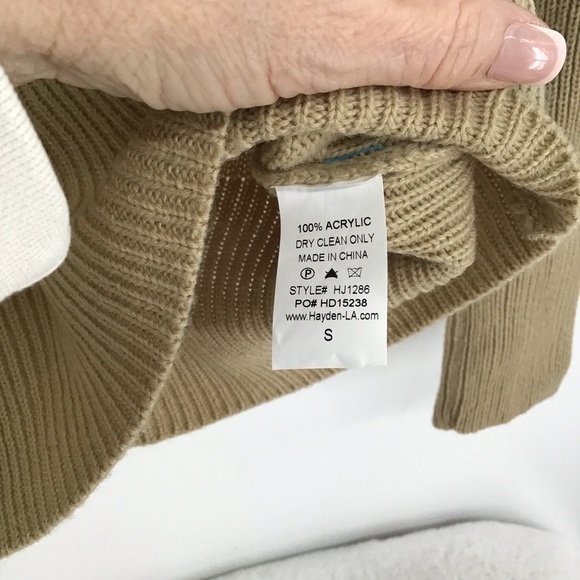 100% ACRYLIC
DRY CLEAN ONLY
MADE IN CHINA
P
STYLE# HJ1286
PO# HD15238
www.Hayden-LA.com
S